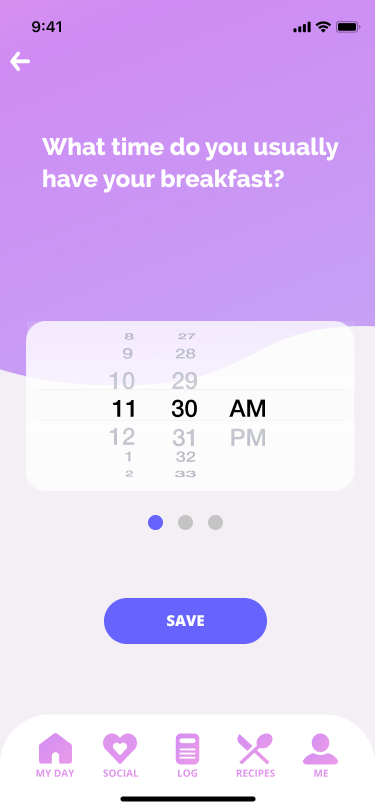 9:41
What time do you usually
have your breakfast?
8 27
9 28
10 29
11 30 AM
12 31 PM
1 32
2 33
SAVE
MY DAY SOCIAL LOG RECIPES ME